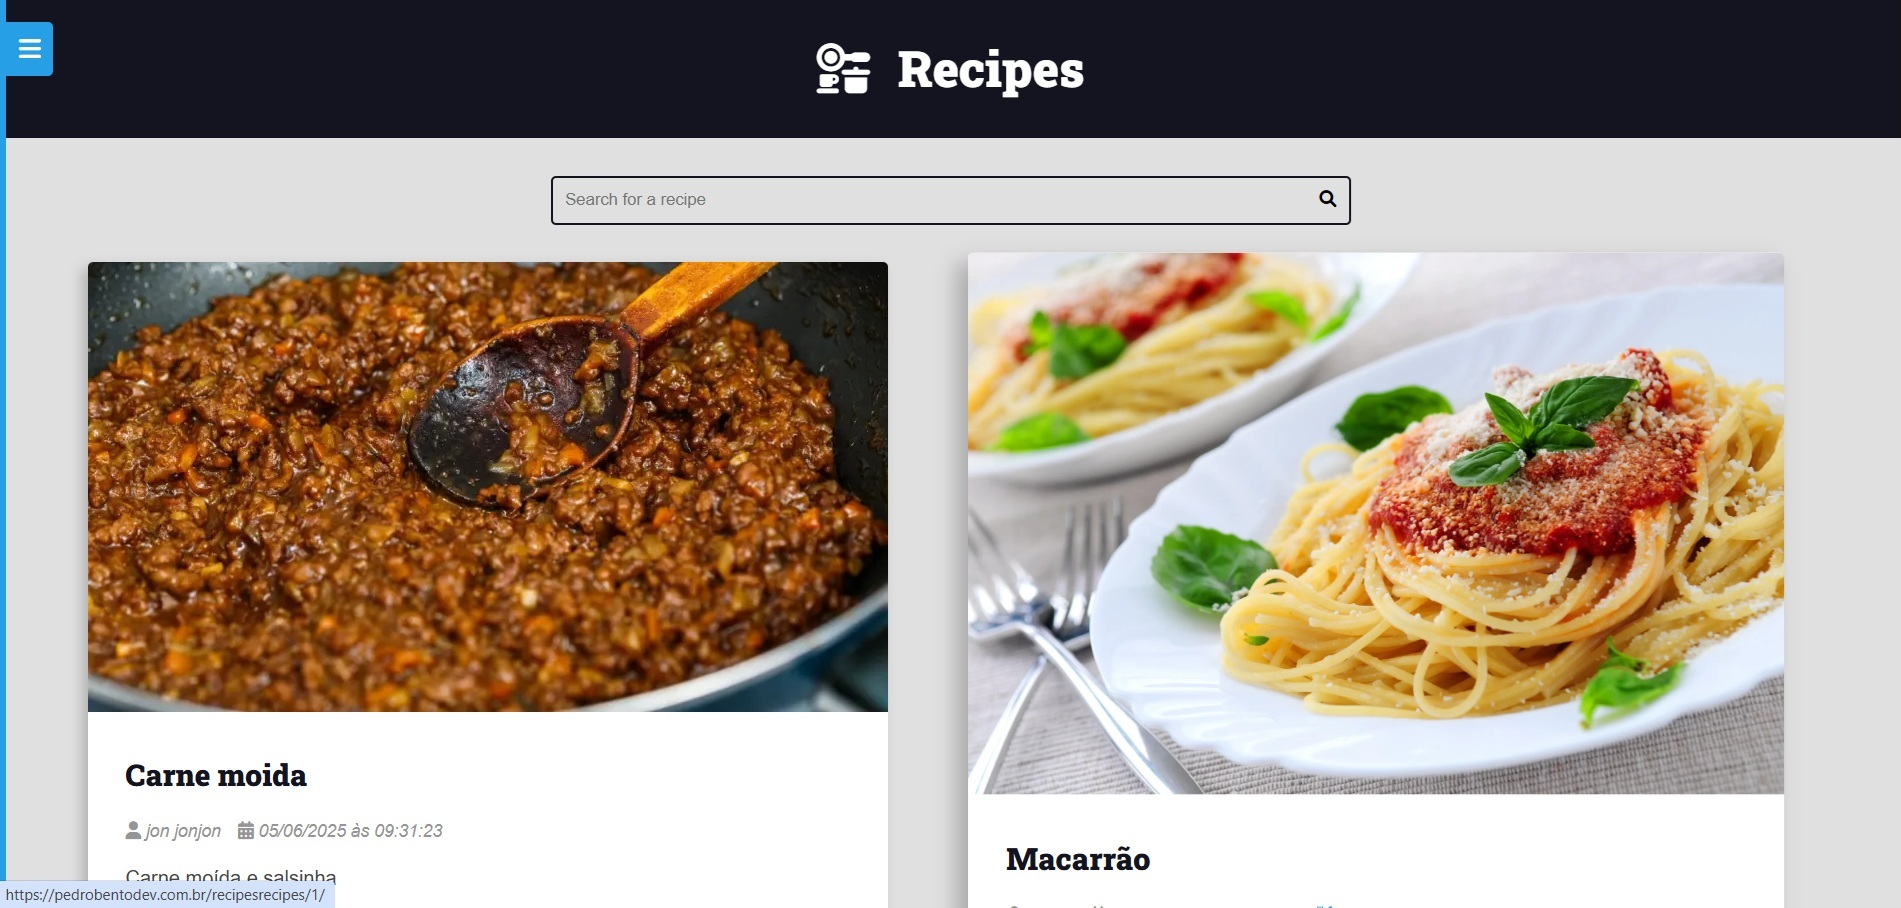 Recipes
Search for a recipe
Carne moida
jon jonjon 05/06/2025 às 09:31:23
Carne moída e salsinha
Macarrão
https://pedrobentodev.com.br/recipesrecipes/1/